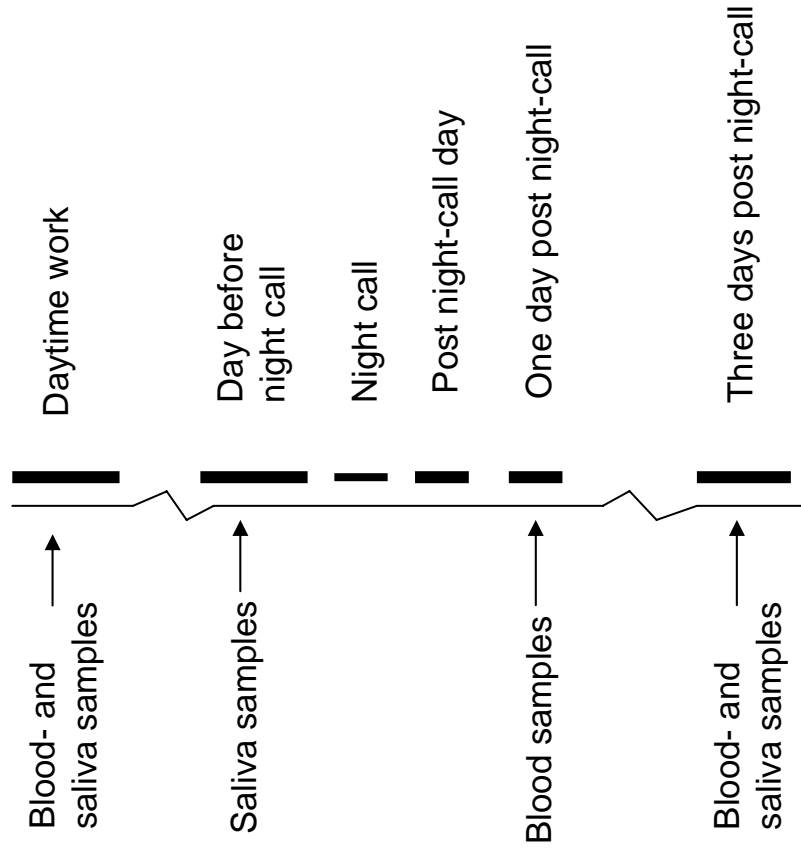 Daytime work
Day before
night call
Night call
Post night-call day
One day post night-call
Three days post night-call
Blood- and
saliva samples
Saliva samples
Blood samples
Blood- and
saliva samples